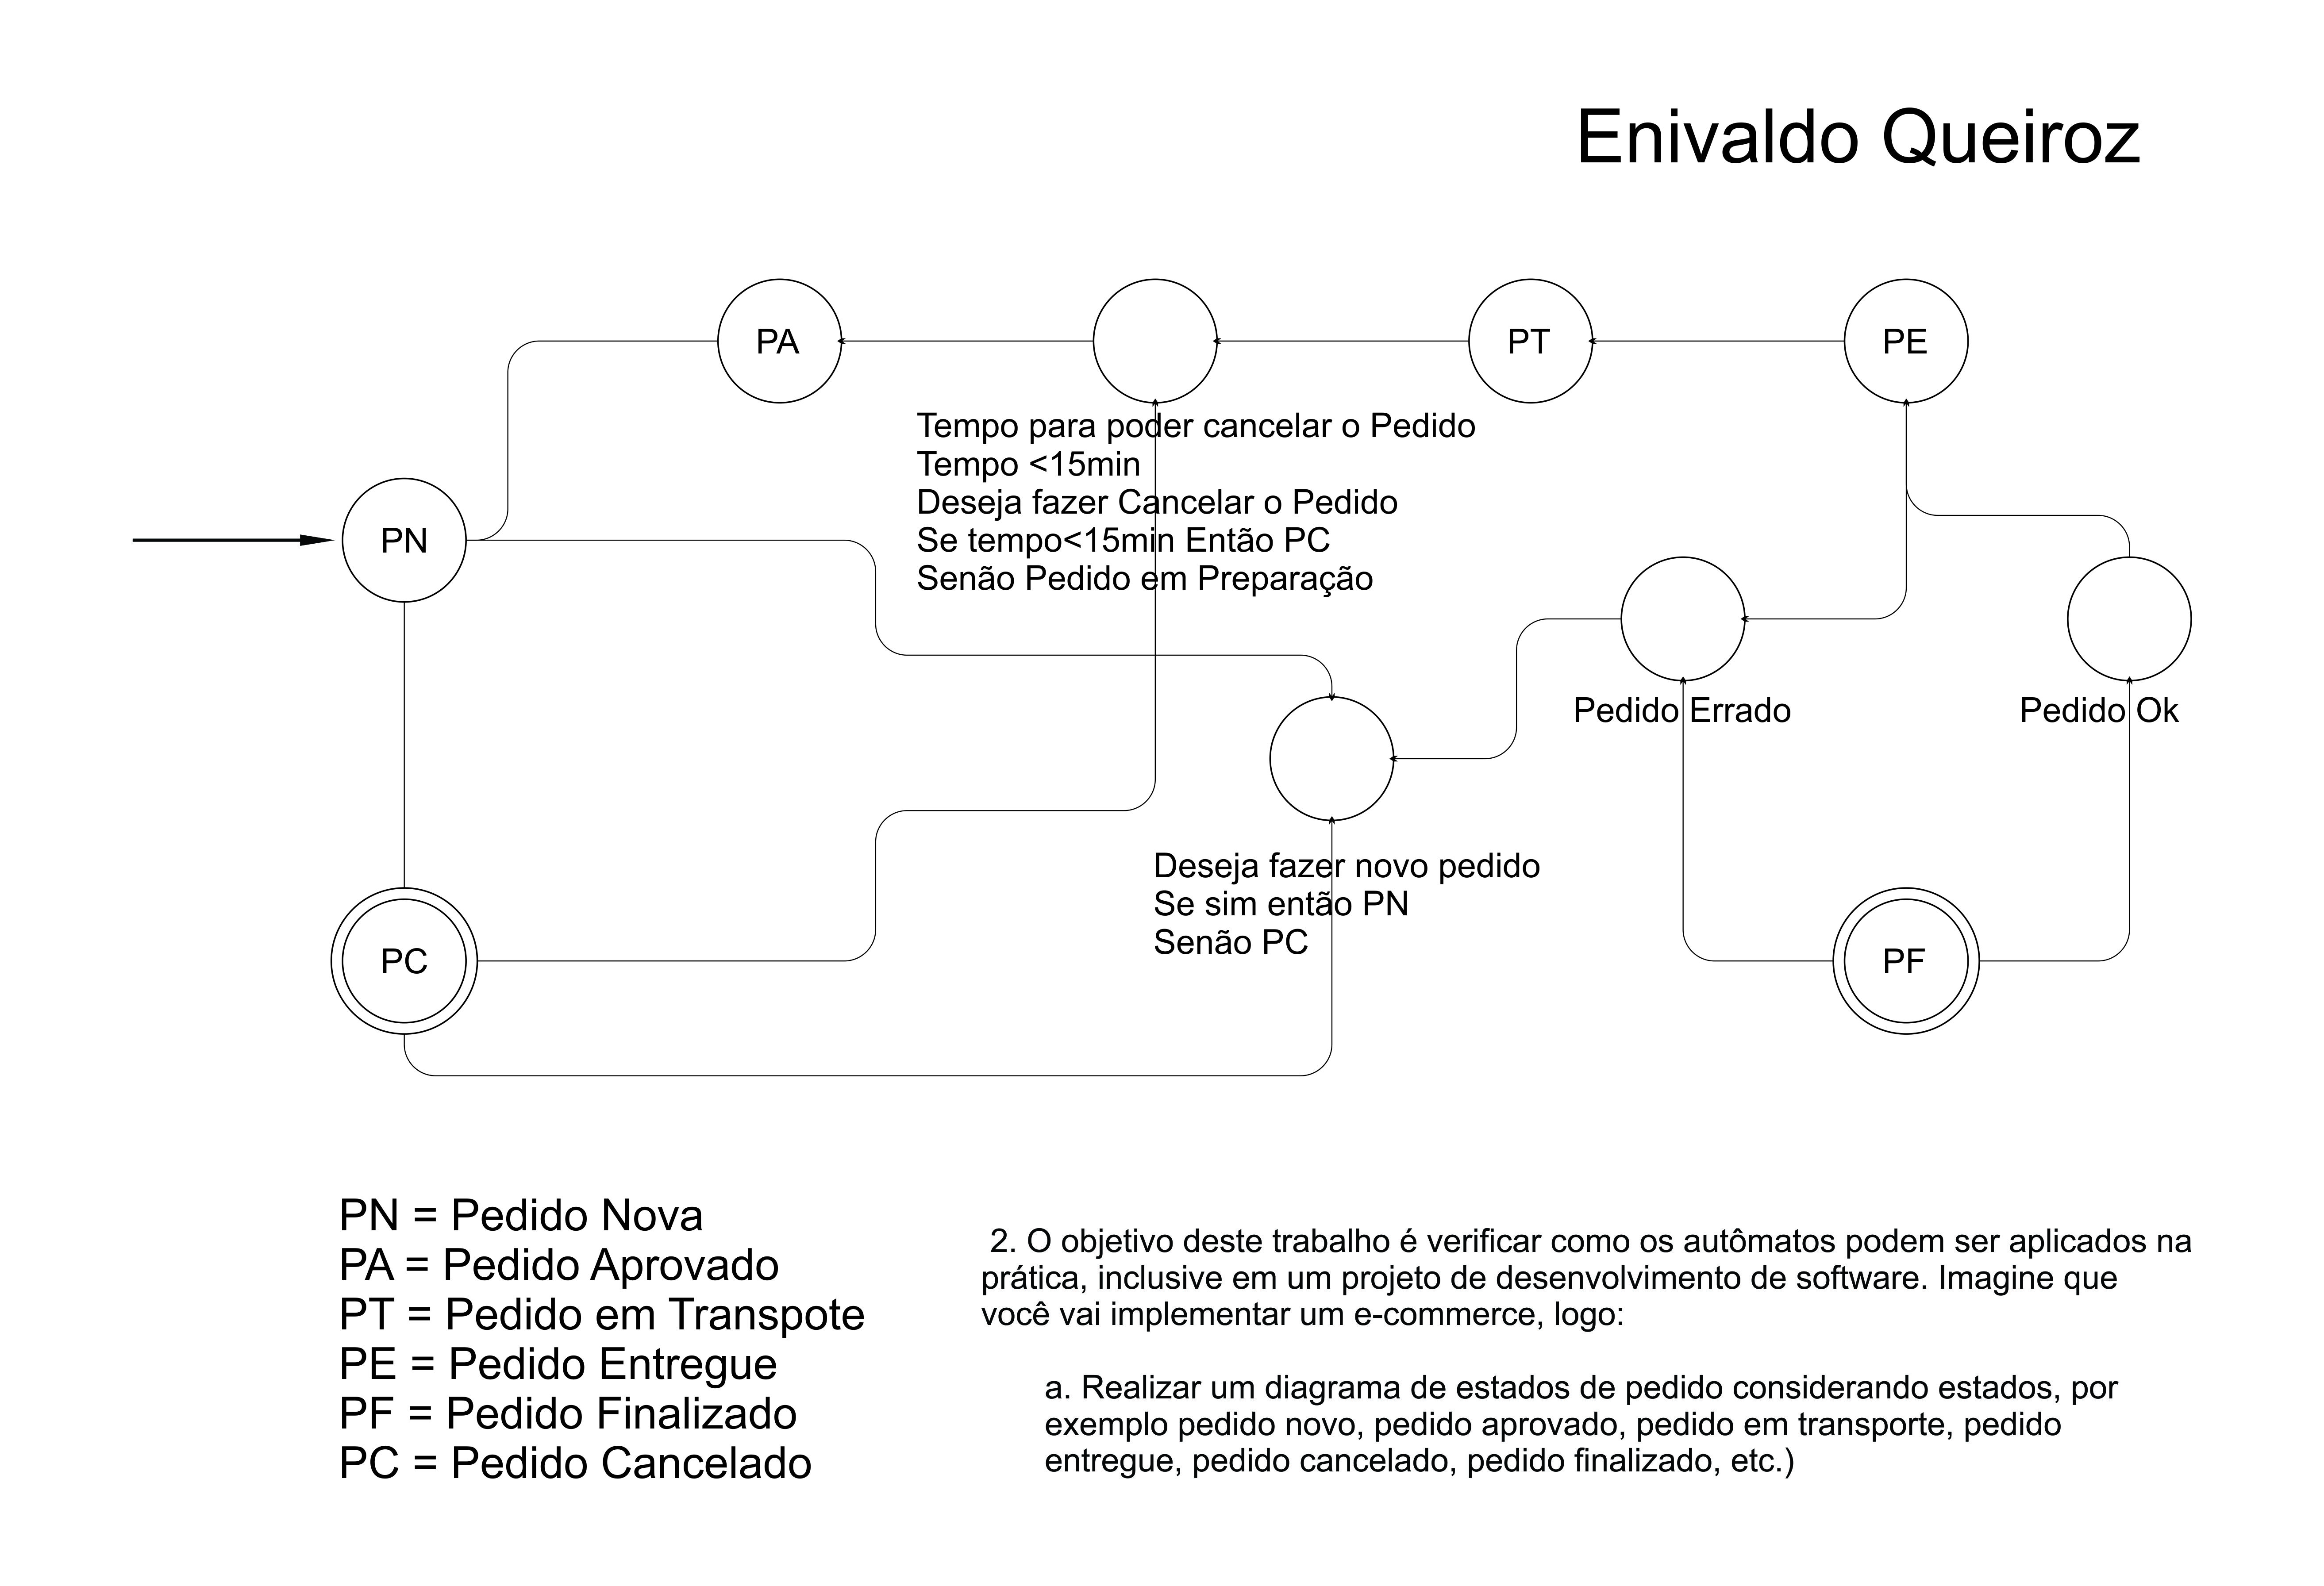 Enivaldo Queiroz
PA
PT
PE
Tempo para poder cancelar o Pedido
Tempo <15min
Deseja fazer Cancelar o Pedido
Se tempo<15min Então PC
Senão Pedido em Preparação
PN
Pedido Errado
Pedido Ok
Deseja fazer novo pedido
Se sim então PN
Senão PC
PC
PF
PN = Pedido Nova
PA = Pedido Aprovado
PT = Pedido em Transpote
PE = Pedido Entregue
PF = Pedido Finalizado
PC = Pedido Cancelado
2. O objetivo deste trabalho é verificar como os autômatos podem ser aplicados na
prática, inclusive em um projeto de desenvolvimento de software. Imagine que
você vai implementar um e-commerce, logo:
a. Realizar um diagrama de estados de pedido considerando estados, por
exemplo pedido novo, pedido aprovado, pedido em transporte, pedido
entregue, pedido cancelado, pedido finalizado, etc.)